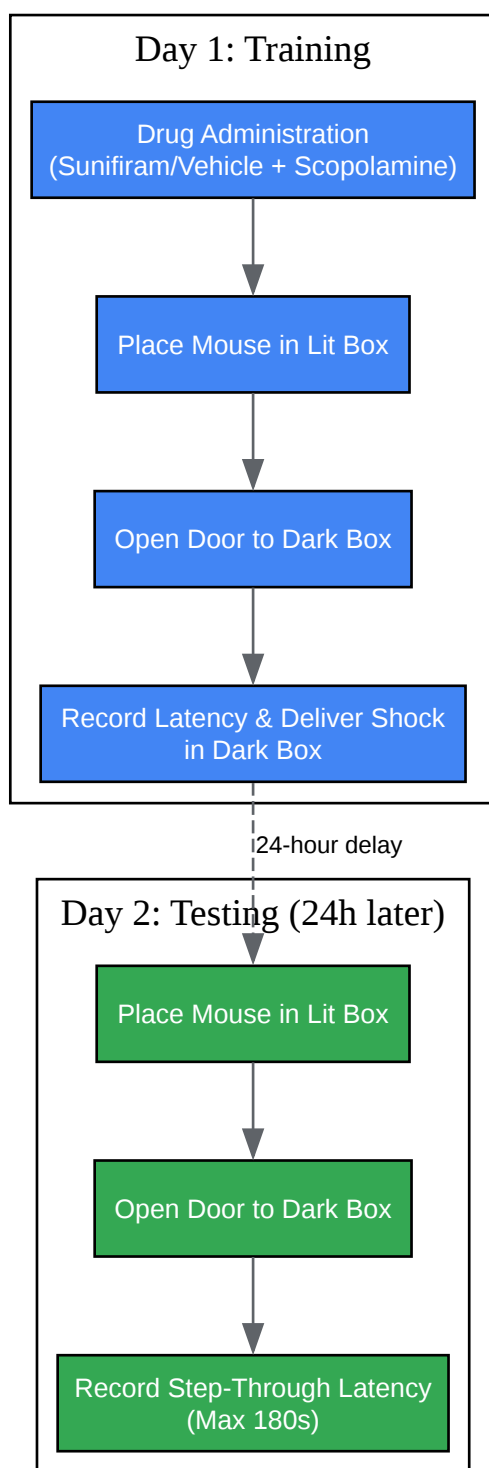 Day 1: Training
Drug Administration
(Sunifiram/Vehicle + Scopolamine)
Place Mouse in Lit Box
Open Door to Dark Box
Record Latency & Deliver Shock
in Dark Box
24-hour delay
Day 2: Testing (24h later)
Place Mouse in Lit Box
Open Door to Dark Box
Record Step-Through Latency
(Max 180s)